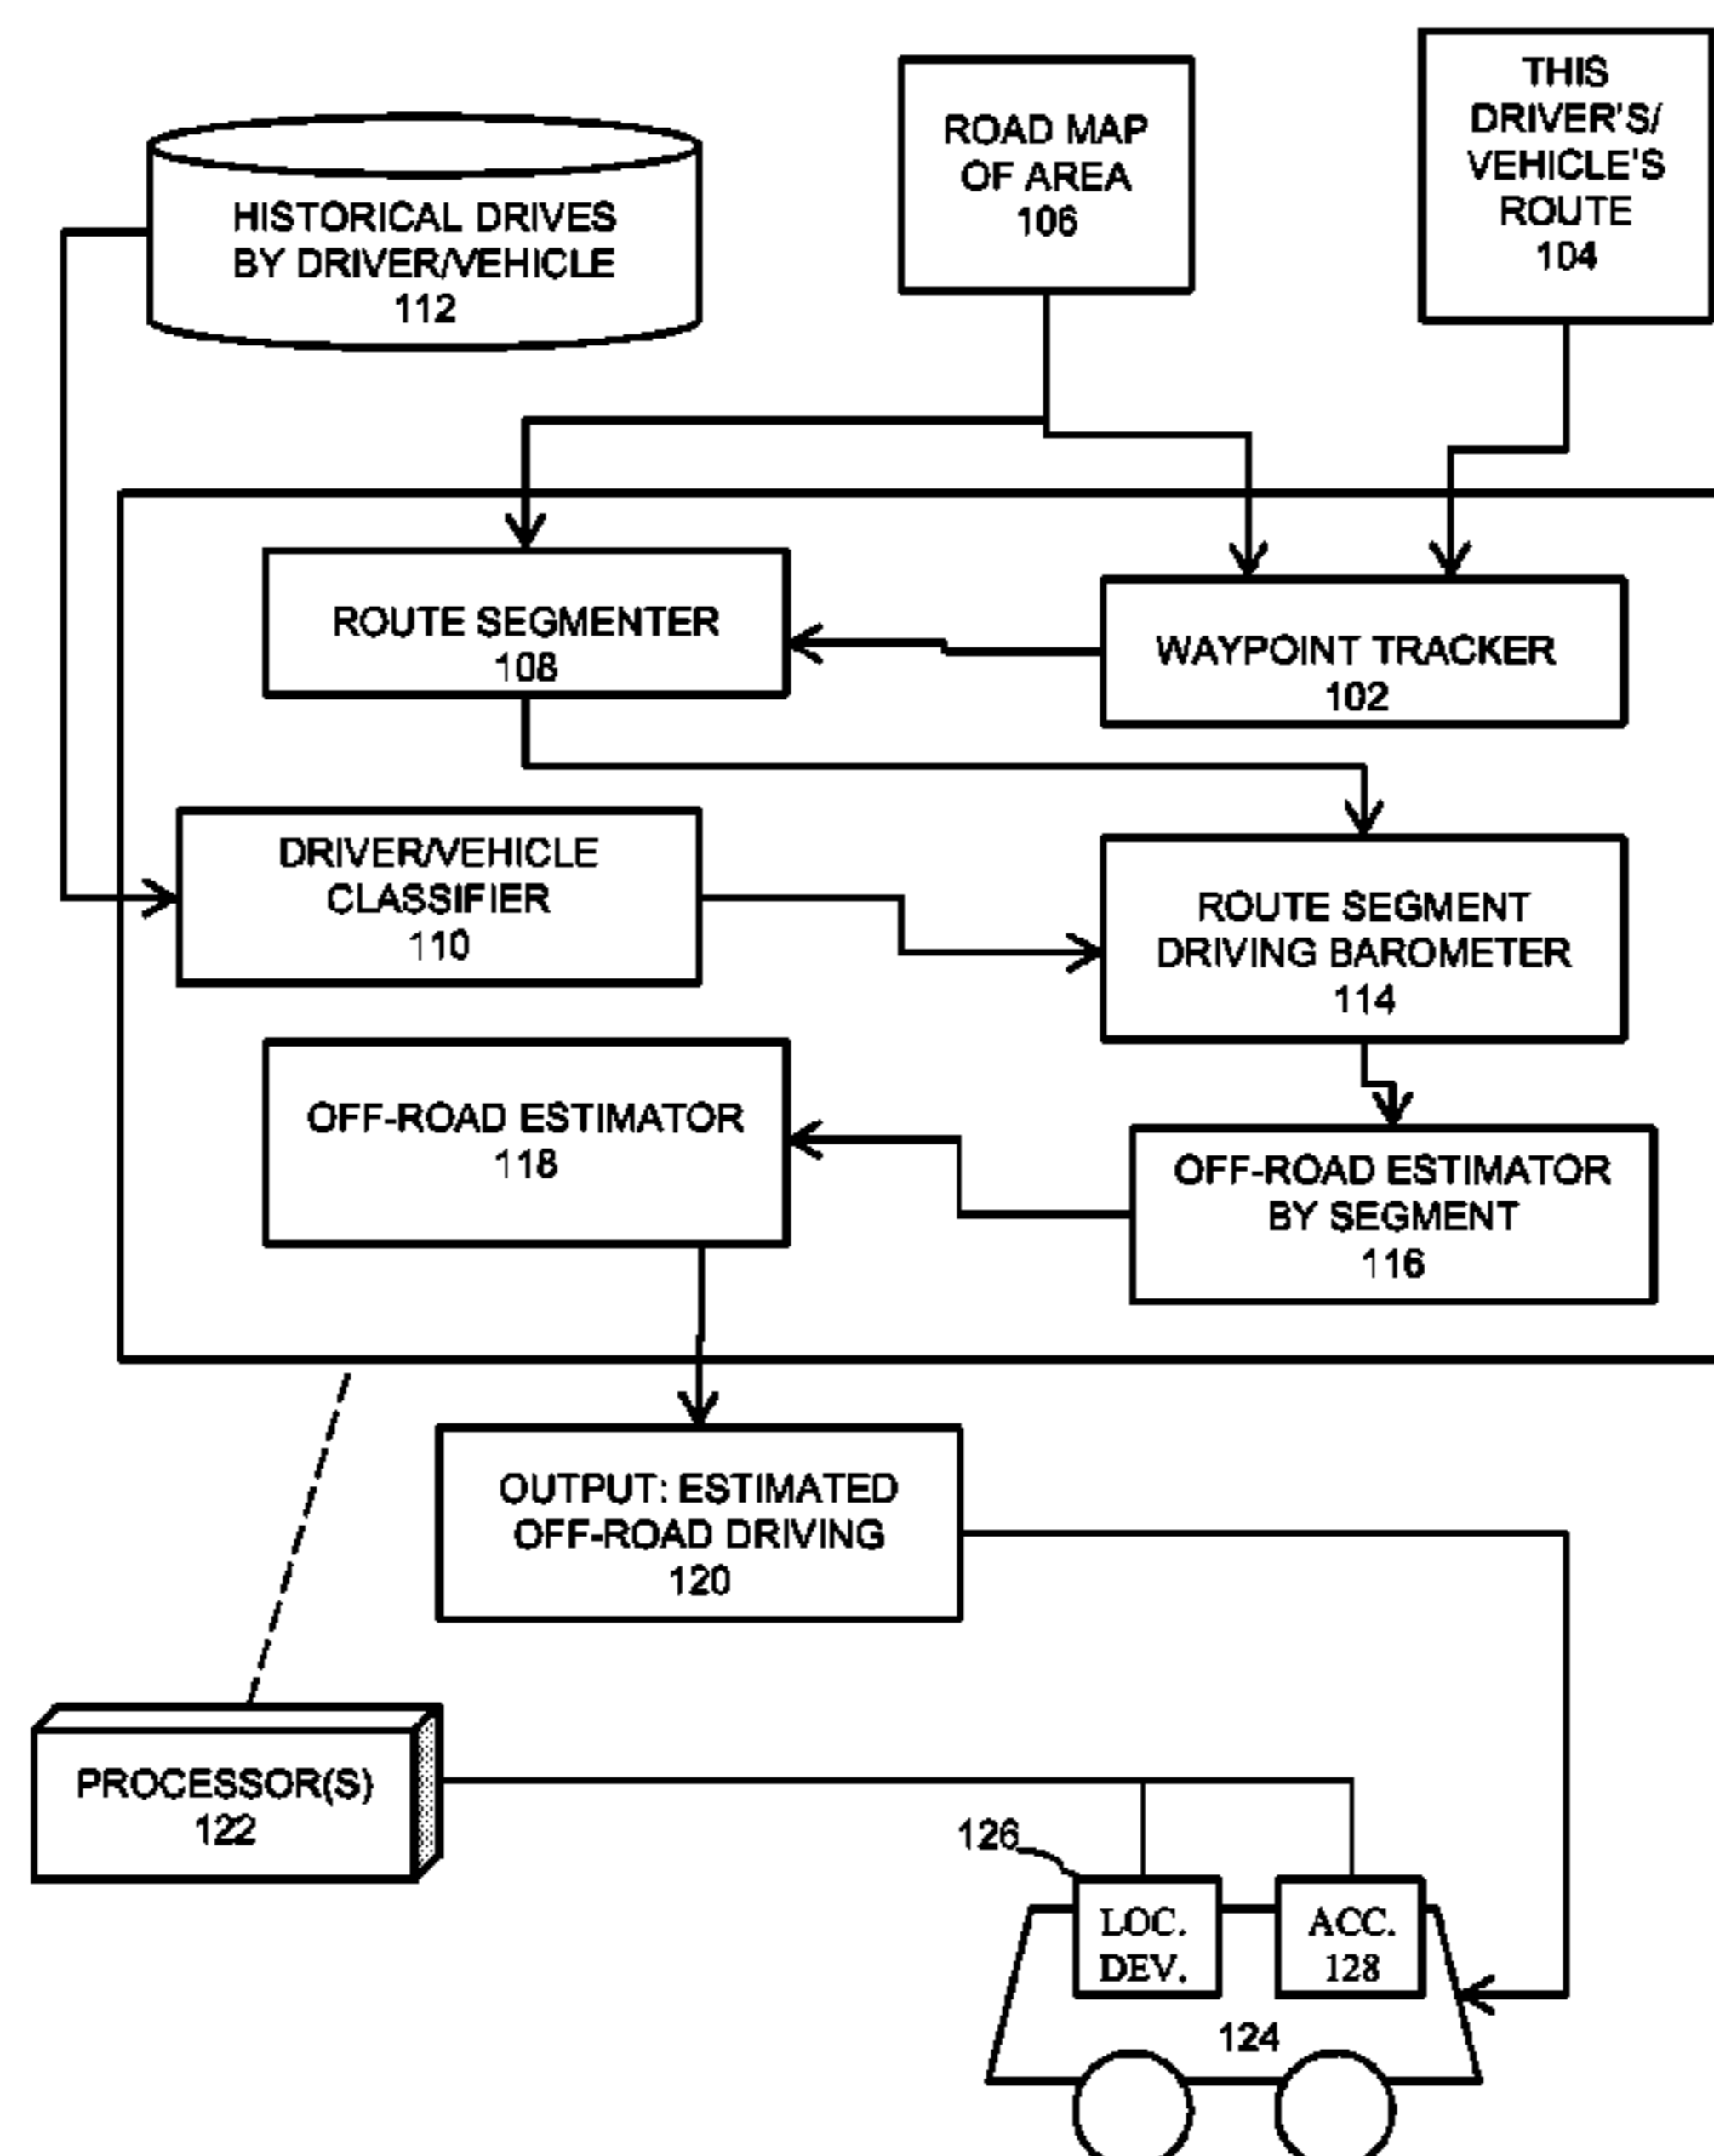 THIS
DRIVER'S/
VEHICLE'S
ROUTE
104
ROAD MAP
OF AREA
106
HISTORICAL DRIVES
BY DRIVER/VEHICLE
112
ROUTE SEGMENTER
108
WAYPOINT TRACKER
102
DRIVER/VEHICLE
CLASSIFIER
110
ROUTE SEGMENT
DRIVING BAROMETER
114
OFF-ROAD ESTIMATOR
118
OFF-ROAD ESTIMATOR
BY SEGMENT
116
OUTPUT: ESTIMATED
OFF-ROAD DRIVING
120
PROCESSOR(S)
122
126
LOC.
DEV.
ACC.
128
124